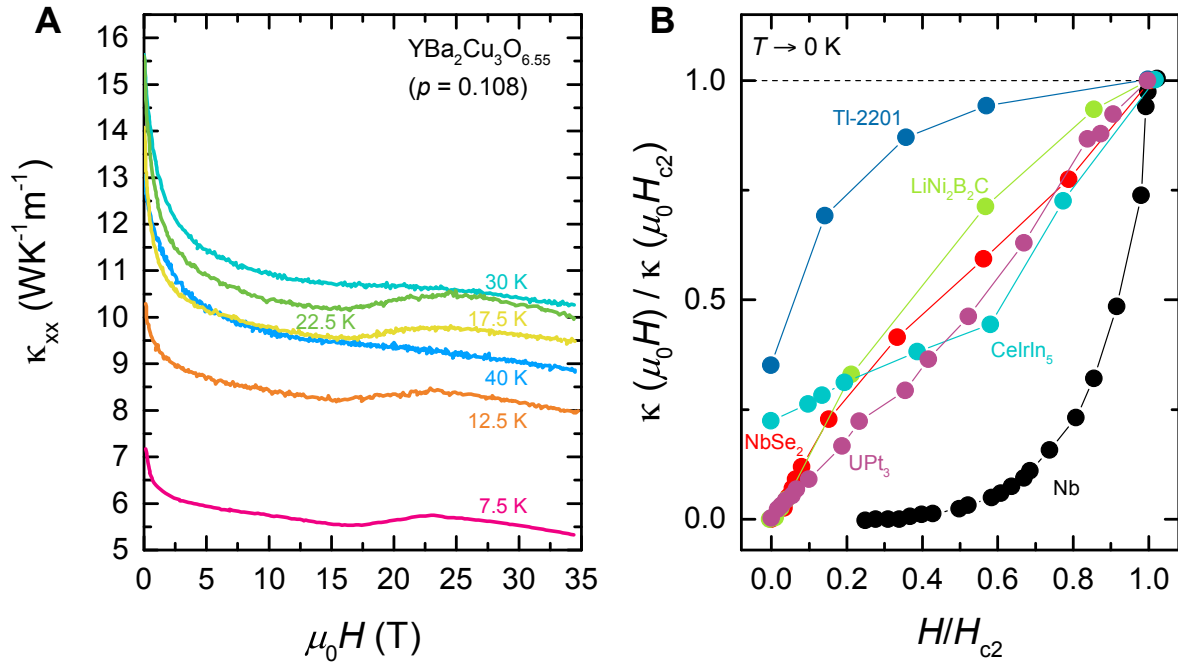 A
YBa₂Cu₃O₆.₅₅
(p = 0.108)
16
15
14
13
12
11
10
9
8
7
6
5
κxx (WK⁻¹m⁻¹)
30 K
22.5 K
17.5 K
40 K
12.5 K
7.5 K
0
5
10
15
20
25
30
35
μ₀H (T)
B
T → 0 K
1.0
0.5
0.0
κ (μ₀H) / κ (μ₀Hc2)
Tl-2201
LiNi₂B₂C
CeIrIn₅
NbSe₂
UPt₃
Nb
0.0
0.2
0.4
0.6
0.8
1.0
H/Hc2